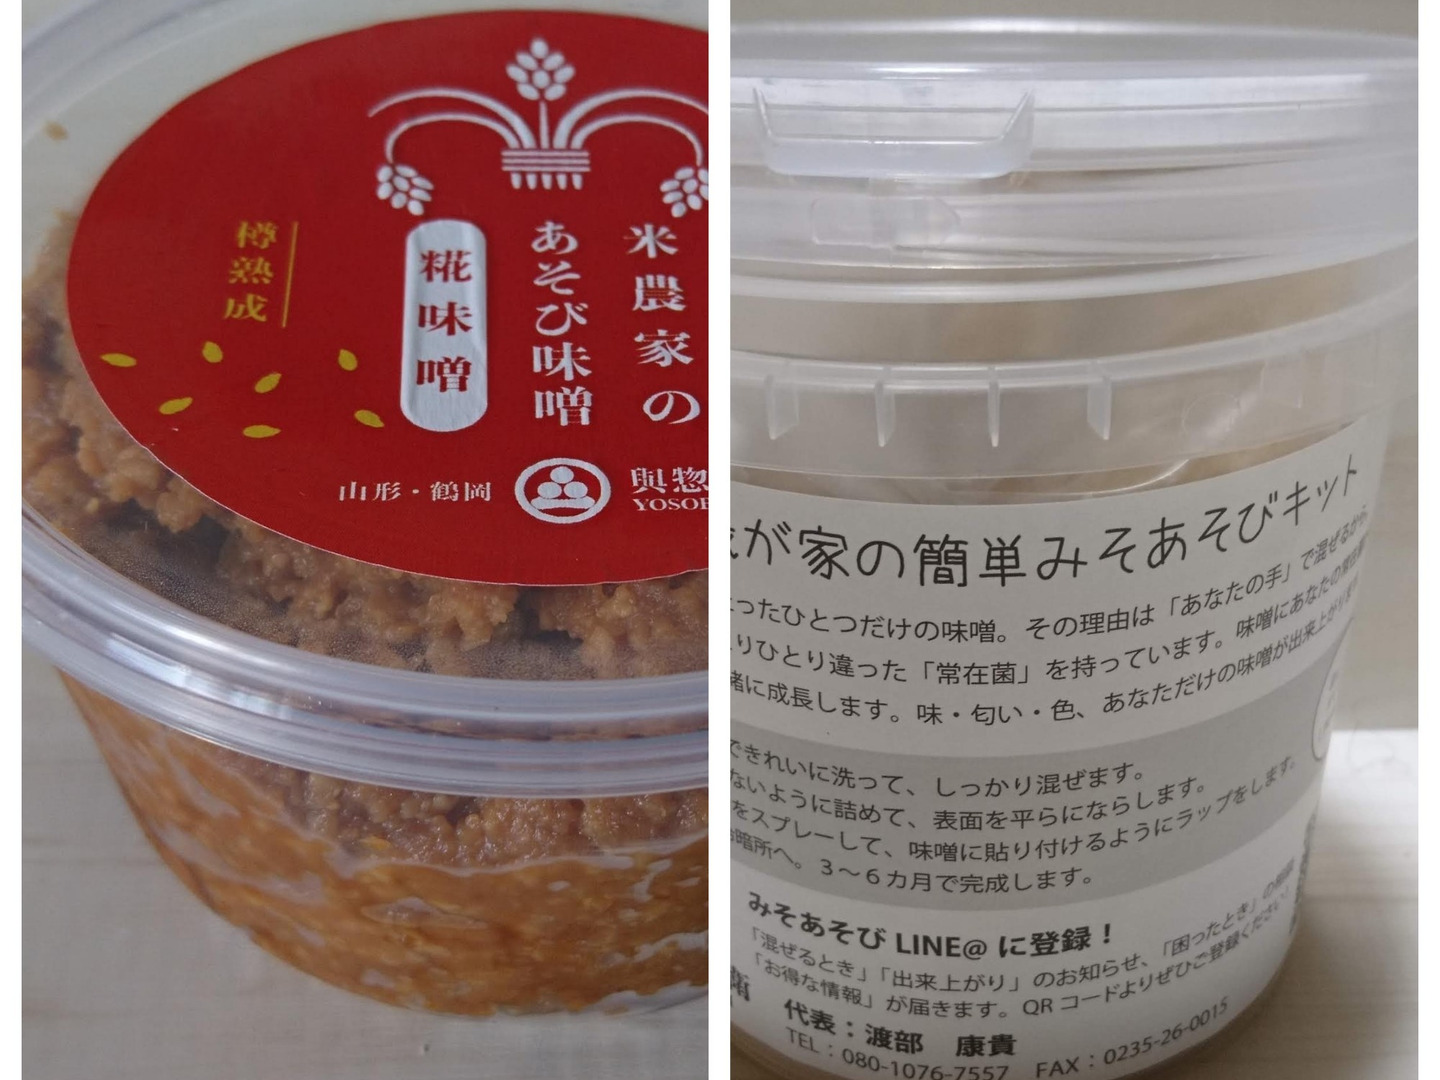 米農家の
あそび味噌
糀味噌
樽熟成
山形・鶴岡
與惣
YOSOB
が家の簡単みそあそびキット
ったひとつだけの味噌。その理由は「あなたの手」で混ぜるから
りひとり違った「常在菌」を持っています。味噌にあなたの常在菌
緒に成長します。味・匂い・色、あなただけの味噌が出来上がり
できれいに洗って、しっかり混ぜます。
ないように詰めて、表面を平らにならします。
をスプレーして、味噌に貼り付けるようにラップをします。
暗所へ。3～6カ月で完成します。
みそあそび LINE@ に登録！
「混ぜるとき」「出来上がり」のお知らせ、「困ったとき」の
「お得な情報」が届きます。QRコードよりぜひご登録ください！
代表：渡部 康貴
TEL：080-1076-7557 FAX：0235-26-0015